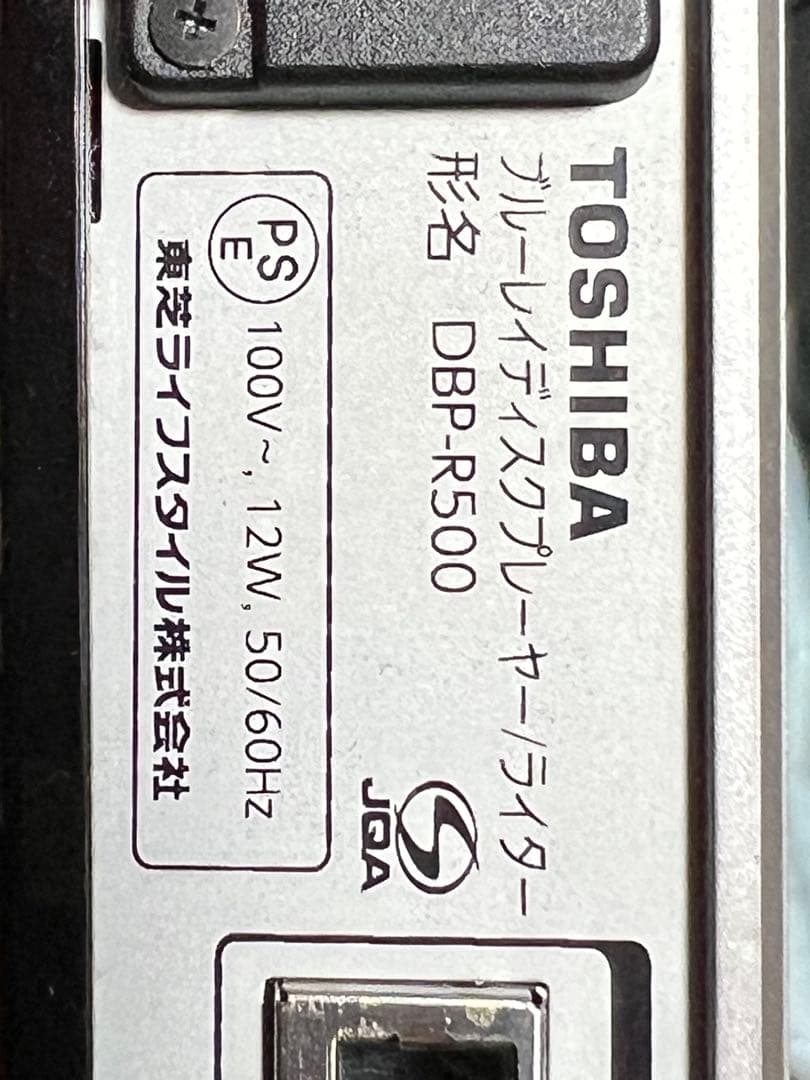 TOSHIBA
ブルーレイディスクプレーヤー/ライター
形名 DBP-R500
JQA
PS
E
100V~, 12W, 50/60Hz
東芝ライフスタイル株式会社